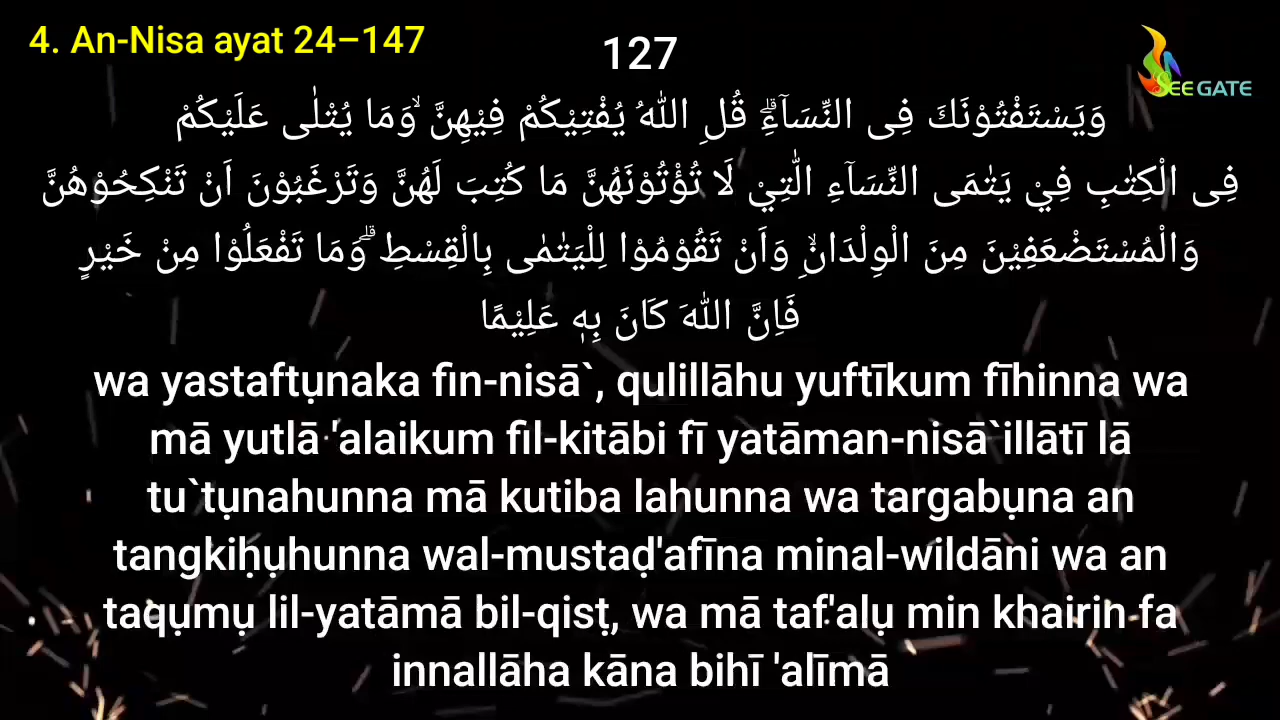 4. An-Nisa ayat 24–147
127
SEE GATE
وَيَسْتَفْتُوْنَكَ فِى النِّسَاۤءِۗ قُلِ اللّٰهُ يُفْتِيْكُمْ فِيْهِنَّ ۙوَمَا يُتْلٰى عَلَيْكُمْ
فِى الْكِتٰبِ فِيْ يَتٰمَى النِّسَاۤءِ الّٰتِيْ لَا تُؤْتُوْنَهُنَّ مَا كُتِبَ لَهُنَّ وَتَرْغَبُوْنَ اَنْ تَنْكِحُوْهُنَّ
وَالْمُسْتَضْعَفِيْنَ مِنَ الْوِلْدَانِۙ وَاَنْ تَقُوْمُوْا لِلْيَتٰمٰى بِالْقِسْطِ ۗوَمَا تَفْعَلُوْا مِنْ خَيْرٍ
فَاِنَّ اللّٰهَ كَانَ بِهٖ عَلِيْمًا
wa yastaftụnaka fin-nisā`, qulillāhu yuftīkum fīhinna wa
mā yutlā 'alaikum fil-kitābi fī yatāman-nisā`illātī lā
tu`tụnahunna mā kutiba lahunna wa targabụna an
tangkiḥụhunna wal-mustaḍ'afīna minal-wildāni wa an
taqụmụ lil-yatāmā bil-qisṭ, wa mā taf'alụ min khairin fa
innallāha kāna bihī 'alīmā